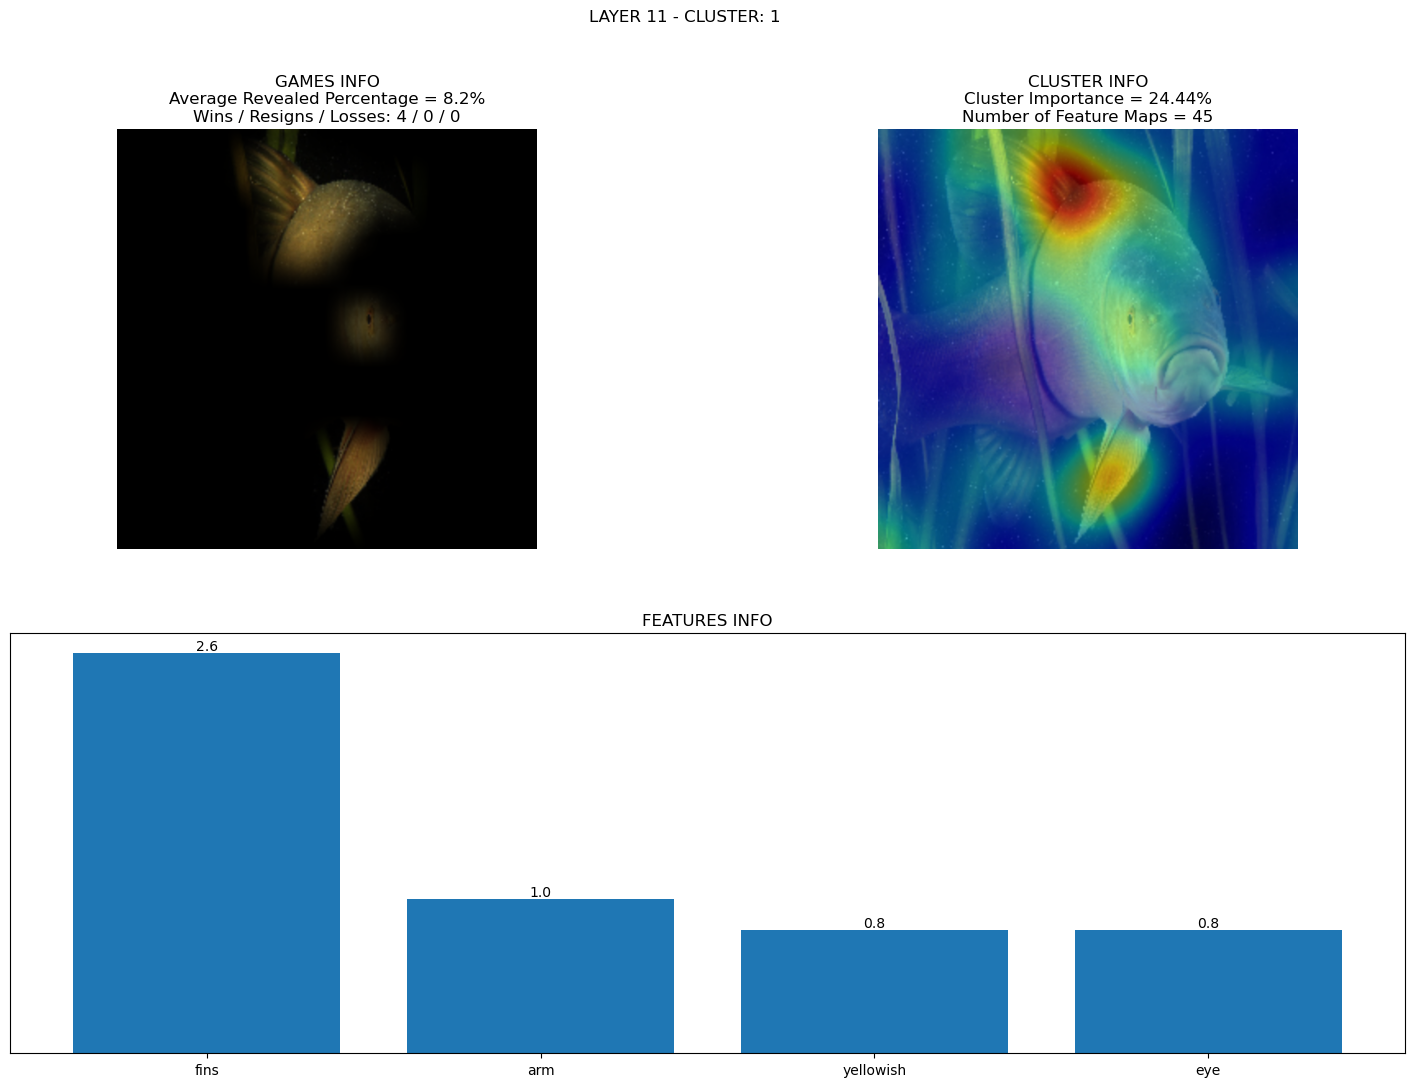 LAYER 11 - CLUSTER: 1
GAMES INFO
Average Revealed Percentage = 8.2%
Wins / Resigns / Losses: 4 / 0 / 0
CLUSTER INFO
Cluster Importance = 24.44%
Number of Feature Maps = 45
FEATURES INFO
2.6
1.0
0.8
0.8
fins
arm
yellowish
eye